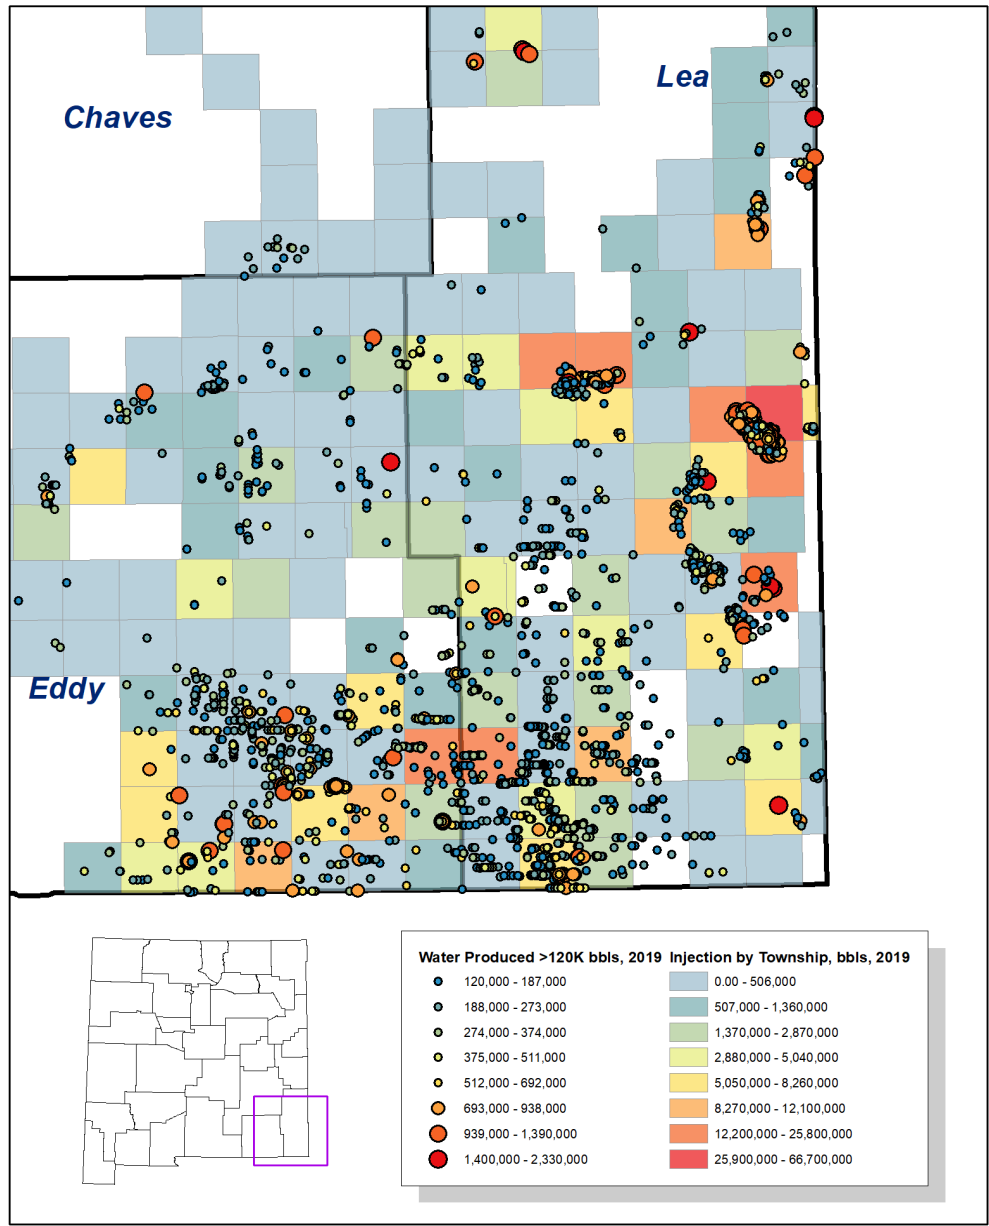 Lea
Chaves
Eddy
Water Produced >120K bbls, 2019 Injection by Township, bbls, 2019
120,000 - 187,000 0.00 - 506,000
188,000 - 273,000 507,000 - 1,360,000
274,000 - 374,000 1,370,000 - 2,870,000
375,000 - 511,000 2,880,000 - 5,040,000
512,000 - 692,000 5,050,000 - 8,260,000
693,000 - 938,000 8,270,000 - 12,100,000
939,000 - 1,390,000 12,200,000 - 25,800,000
1,400,000 - 2,330,000 25,900,000 - 66,700,000